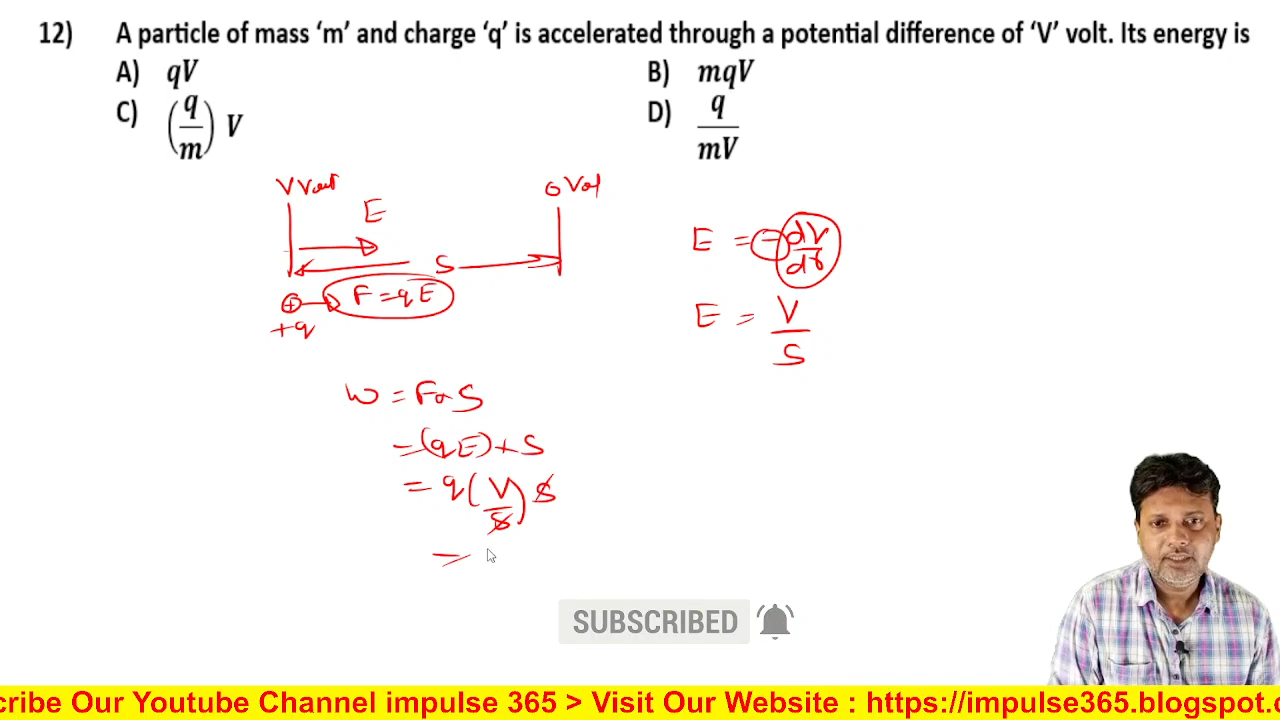 12) A particle of mass ‘m’ and charge ‘q’ is accelerated through a potential difference of ‘V’ volt. Its energy is
A) qV B) mqV
C) (q/m) V D) q/mV
V Volt 0 Vol
E
E = -dV/dr
S
F = qE
+q
E = V/S
W = F × S
= (qE) × S
= q(V/S) S
=
SUBSCRIBED
cribe Our Youtube Channel impulse 365 > Visit Our Website : https://impulse365.blogspot.c